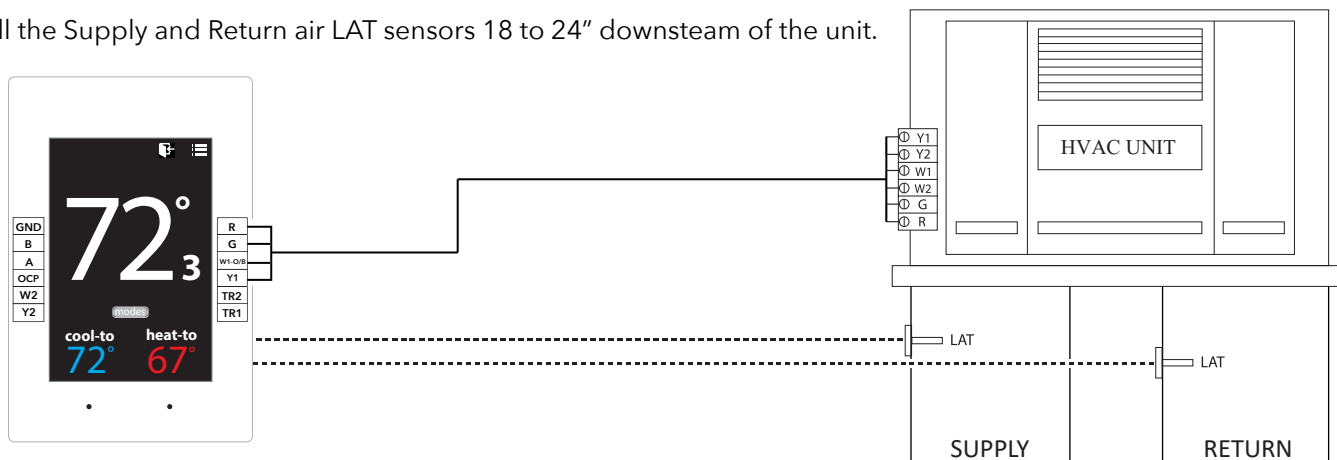 ll the Supply and Return air LAT sensors 18 to 24” downsteam of the unit.
72°3
modes
cool-to heat-to
72° 67°
GND
B
A
OCP
W2
Y2
R
G
W1-O/B
Y1
TR2
TR1
Y1
Y2
W1
W2
G
R
HVAC UNIT
LAT
LAT
SUPPLY
RETURN